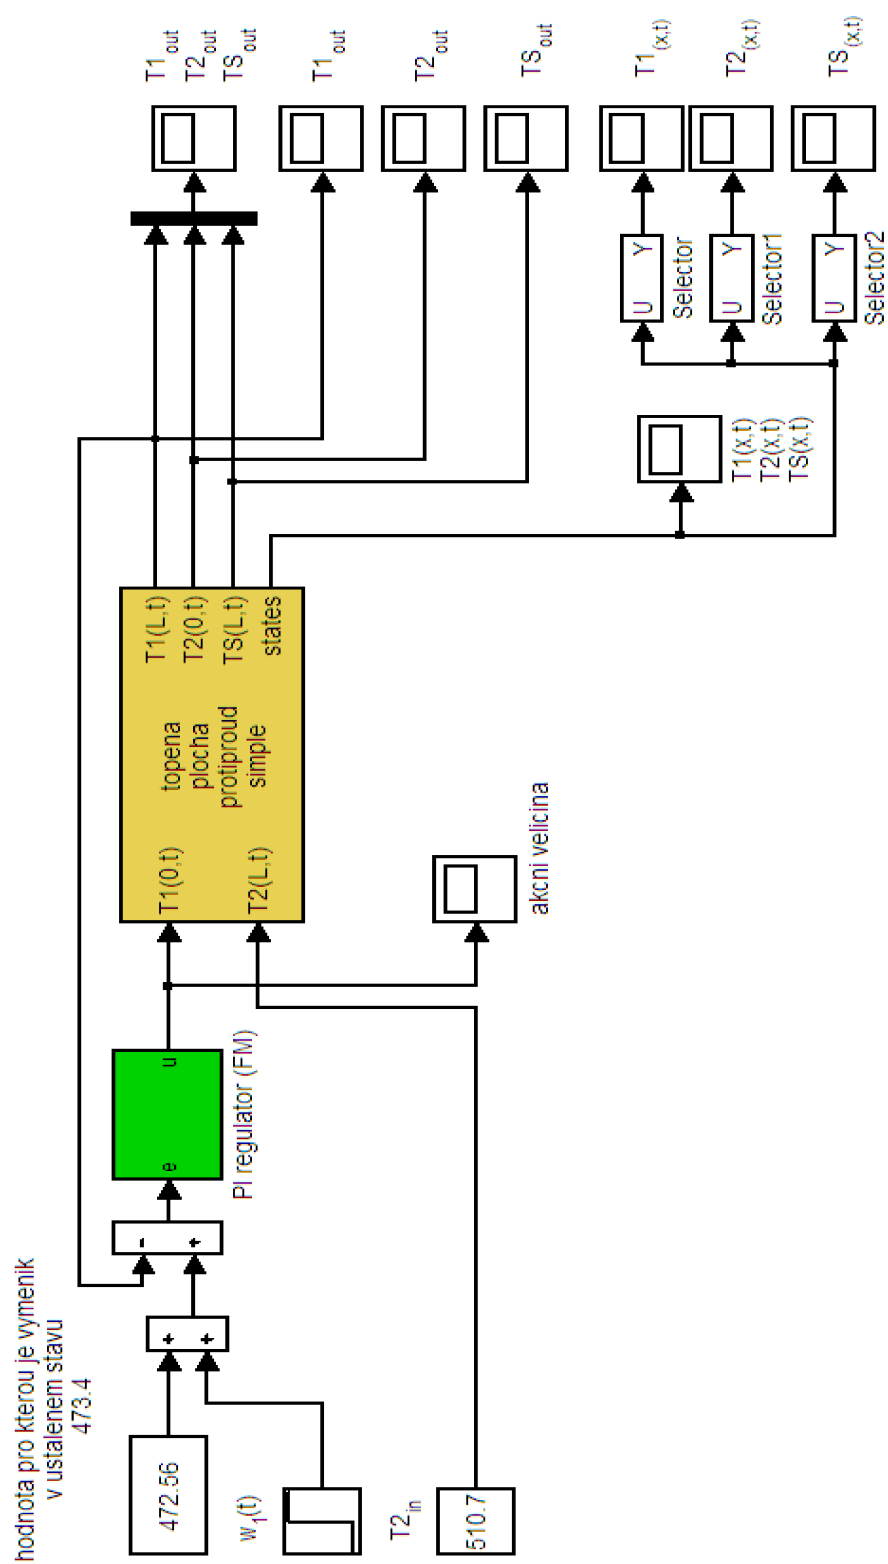 hodnota pro kterou je vymenik
v ustalenem stavu
473.4
472.56
w1(t)
T2in
510.7
+
+
-
+
e
u
PI regulator (FM)
akcni velicina
T1(0,t)
T2(L,t)
topena
plocha
protiproud
simple
T1(L,t)
T2(0,t)
TS(L,t)
states
T1out
T2out
TSout
T1out
T2out
TSout
T1(x,t)
T2(x,t)
TS(x,t)
U Y
Selector
U Y
Selector1
U Y
Selector2
T1(x,t)
T2(x,t)
TS(x,t)